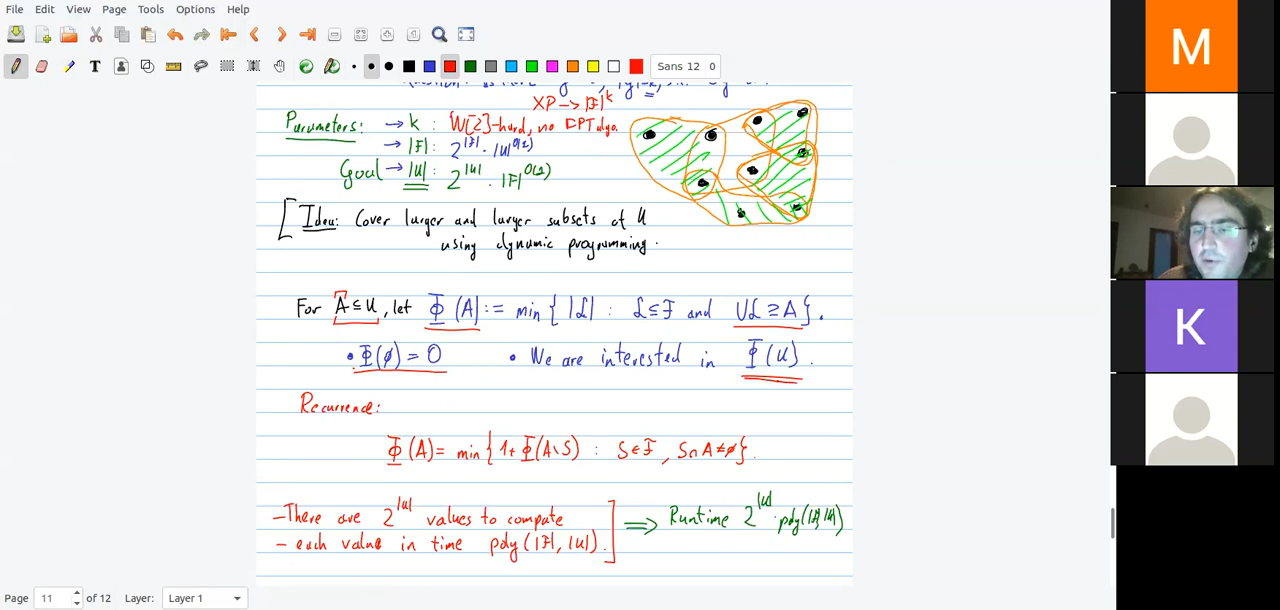 File Edit View Page Tools Options Help
Sans 12 0
XP -> |F|^k
Parameters: -> k : W[2]-hard, no FPT algo.
-> |F| : 2^|F| · |U|^O(1)
Goal -> |U| : 2^|U| · |F|^O(1)
Idea: Cover larger and larger subsets of U
using dynamic programming.
For A ⊆ U, let Φ(A) := min { |L| : L ⊆ F and UL ⊇ A }.
• Φ(∅) = 0 • We are interested in Φ(U).
Recurrence:
Φ(A) = min { 1 + Φ(A\S) : S ∈ F, S ∩ A ≠ ∅ }.
- There are 2^|U| values to compute
- each value in time poly(|F|, |U|).
⟹ Runtime 2^|U| · poly(|F|,|U|)
Page 11 of 12 Layer: Layer 1
M
K